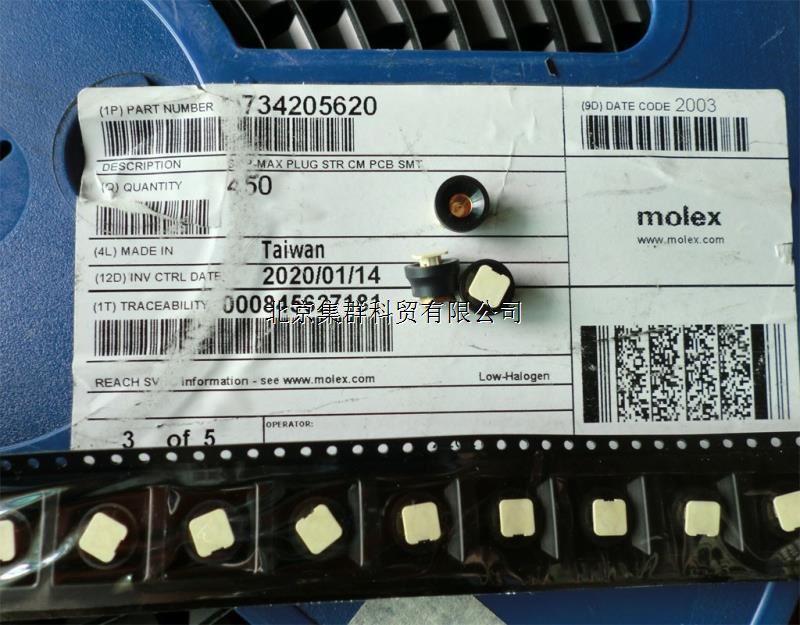 (1P) PART NUMBER 734205620
(9D) DATE CODE 2003
DESCRIPTION PLUG STR CM PCB SMT
(Q) QUANTITY 450
molex
www.molex.com
(4L) MADE IN Taiwan
(12D) INV CTRL DATE 2020/01/14
(1T) TRACEABILITY 000815627181
北京集群科贸有限公司
REACH SV information - see www.molex.com
Low-Halogen
3 of 5
OPERATOR: